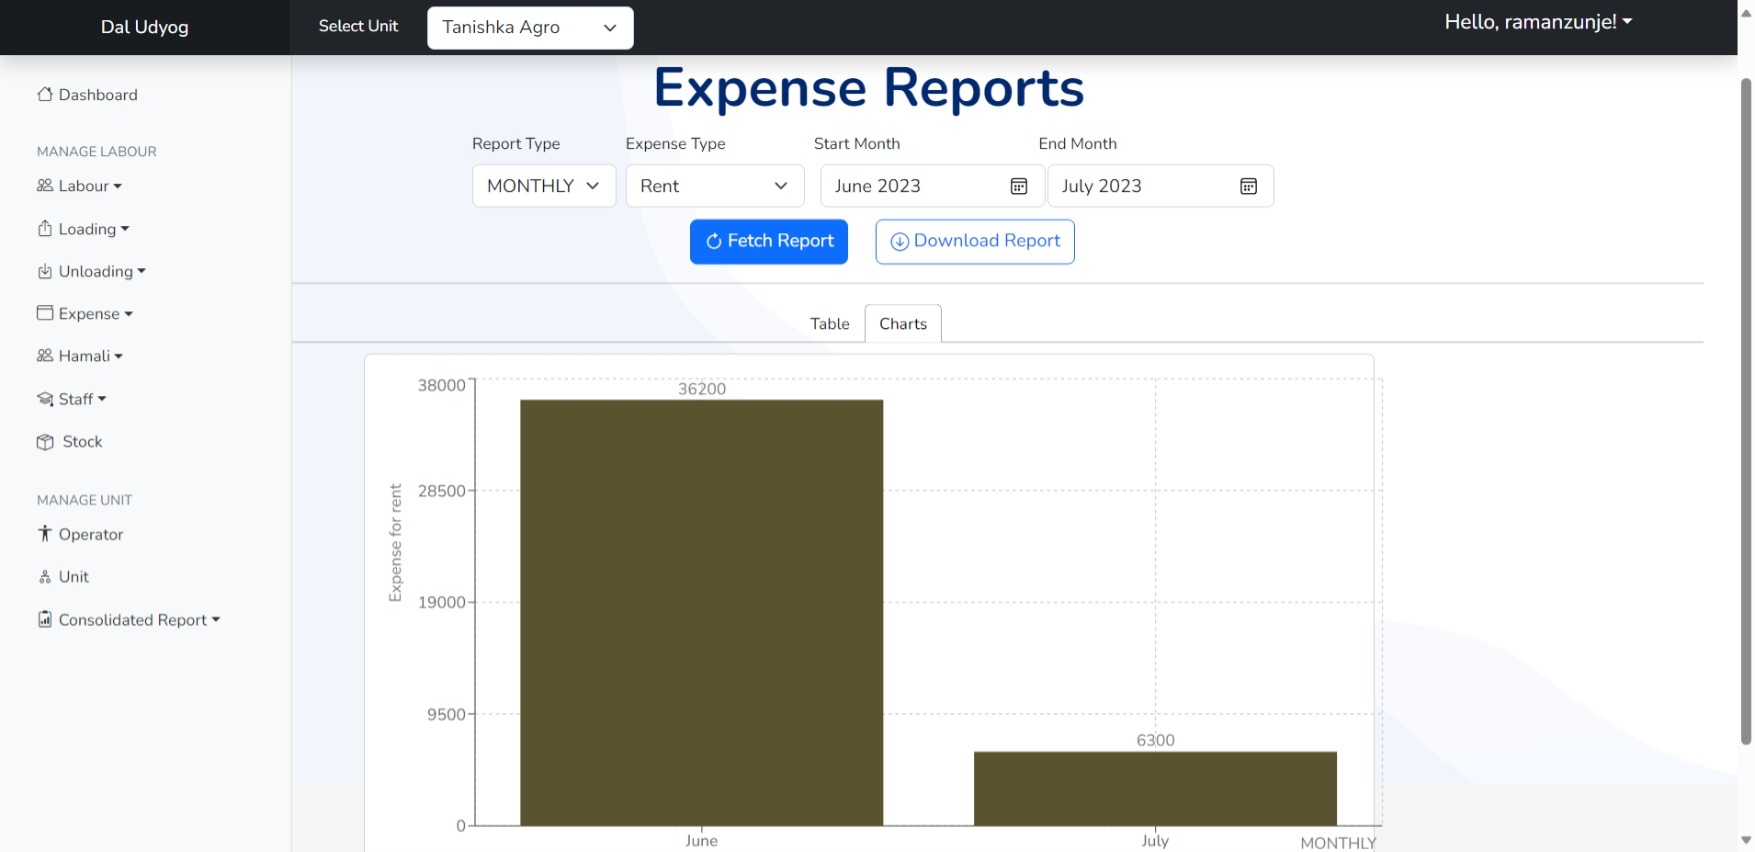 Dal Udyog
Select Unit
Tanishka Agro
Hello, ramanzunje!
Dashboard
MANAGE LABOUR
Labour
Loading
Unloading
Expense
Hamali
Staff
Stock
MANAGE UNIT
Operator
Unit
Consolidated Report
Expense Reports
Report Type
Expense Type
Start Month
End Month
MONTHLY
Rent
June 2023
July 2023
Fetch Report
Download Report
Table
Charts
38000
28500
19000
9500
0
Expense for rent
36200
6300
June
July
MONTHLY